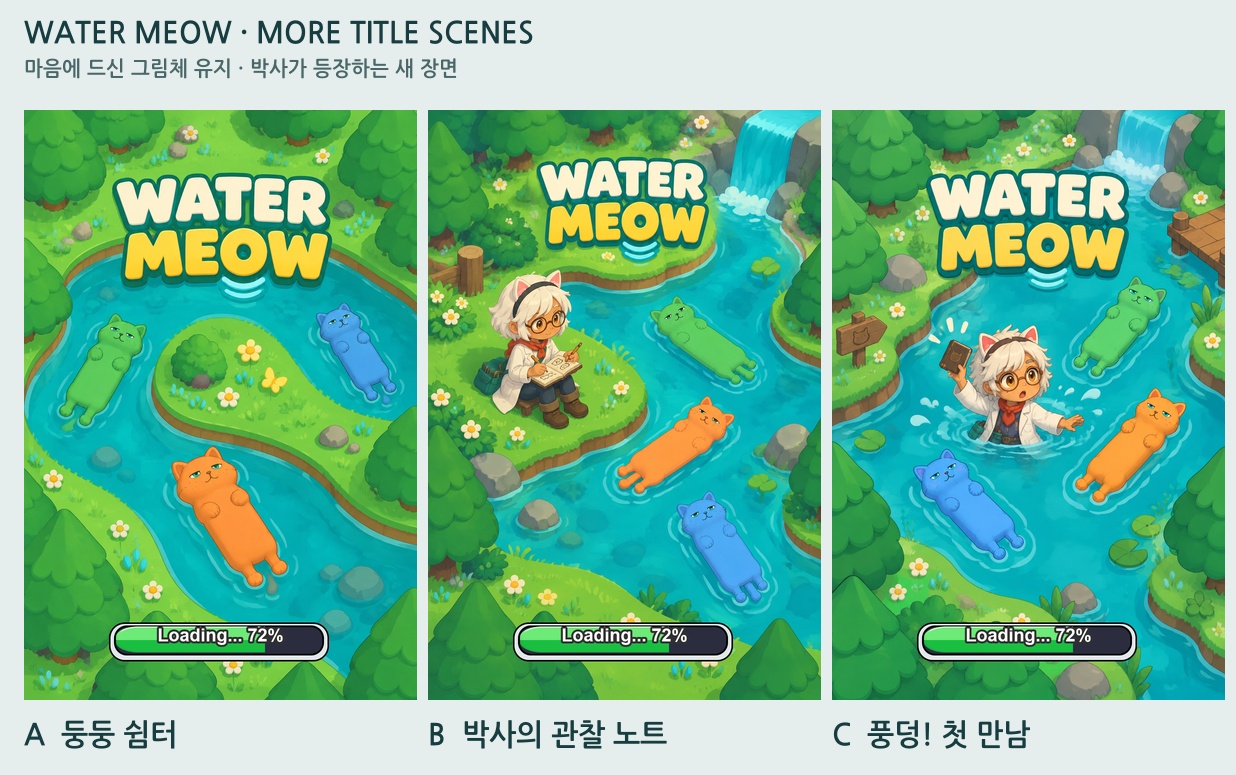 WATER MEOW · MORE TITLE SCENES
마음에 드신 그림체 유지 · 박사가 등장하는 새 장면
WATER
MEOW
Loading... 72%
A 둥둥 쉼터
WATER
MEOW
Loading... 72%
B 박사의 관찰 노트
WATER
MEOW
Loading... 72%
C 풍덩! 첫 만남